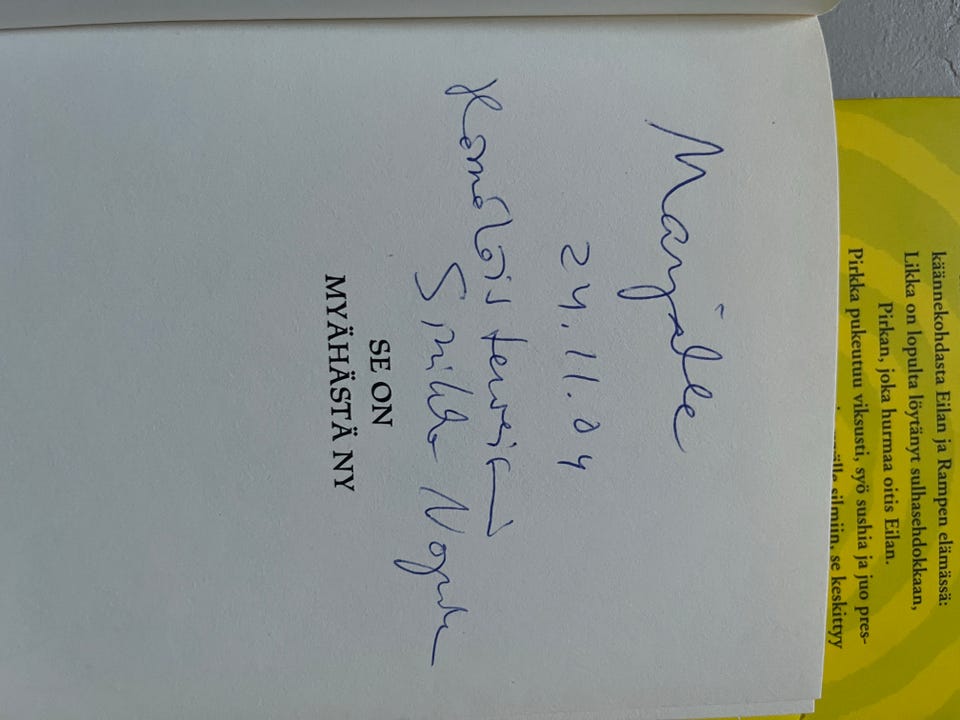 käännekohdasta Eilan ja Rampen elämässä:
Likka on lopulta löytänyt sulhasehdokkaan,
Pirkan, joka hurmaa oitis Eilan.
Pirkka pukeutuu viksusti, syö sushia ja juo pres-
silmiin, se keskittyy
Marjalle
24.11.04
Hämäläis terveisin
Sinikka Nopola
SE ON
MYÄHÄSTÄ NY